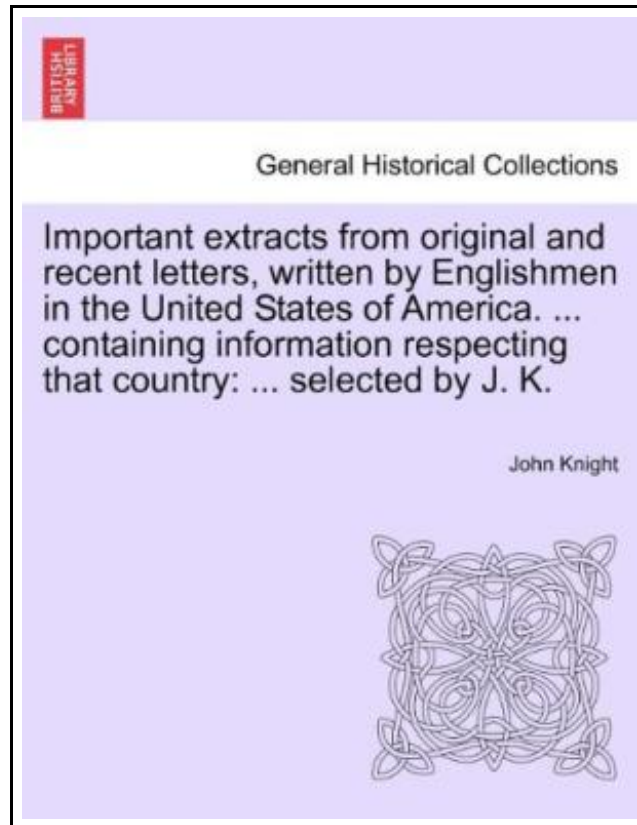 BRITISH
LIBRARY
General Historical Collections
Important extracts from original and
recent letters, written by Englishmen
in the United States of America. ...
containing information respecting
that country: ... selected by J. K.
John Knight